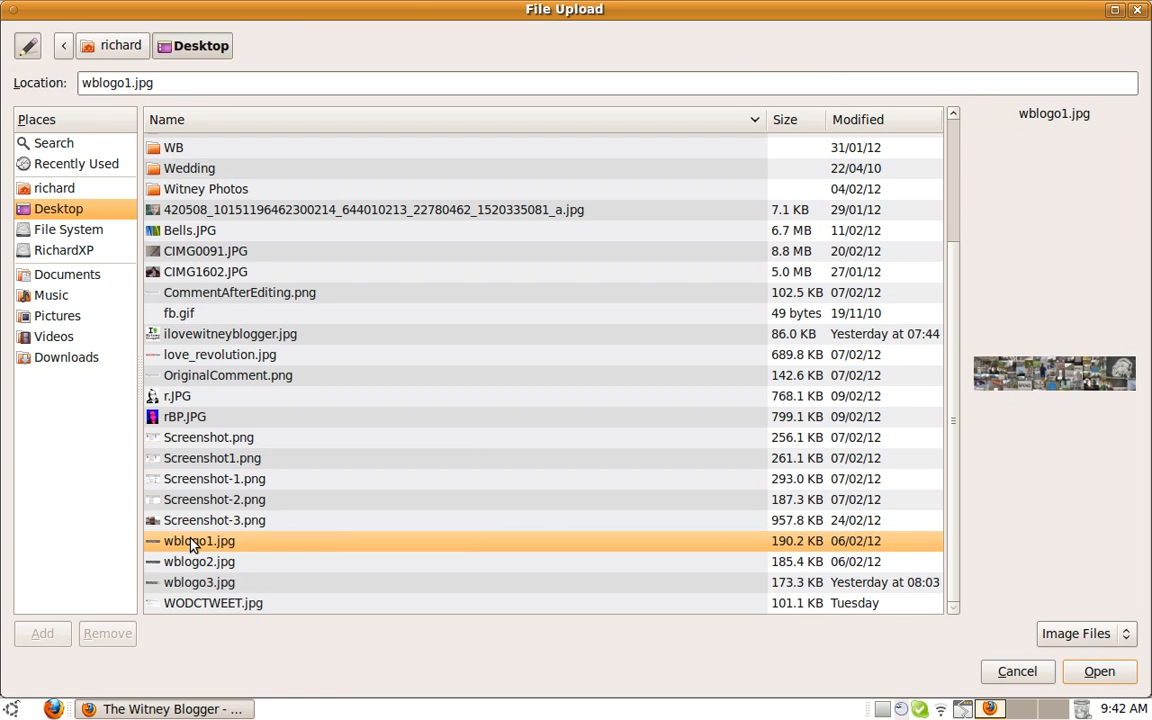 File Upload
richard
Desktop
Location: wblogo1.jpg
Places
Search
Recently Used
richard
Desktop
File System
RichardXP
Documents
Music
Pictures
Videos
Downloads
Name Size Modified
WB 31/01/12
Wedding 22/04/10
Witney Photos 04/02/12
420508_10151196462300214_644010213_22780462_1520335081_a.jpg 7.1 KB 29/01/12
Bells.JPG 6.7 MB 11/02/12
CIMG0091.JPG 8.8 MB 20/02/12
CIMG1602.JPG 5.0 MB 27/01/12
CommentAfterEditing.png 102.5 KB 07/02/12
fb.gif 49 bytes 19/11/10
ilovewitneyblogger.jpg 86.0 KB Yesterday at 07:44
love_revolution.jpg 689.8 KB 07/02/12
OriginalComment.png 142.6 KB 07/02/12
r.JPG 768.1 KB 09/02/12
rBP.JPG 799.1 KB 09/02/12
Screenshot.png 256.1 KB 07/02/12
Screenshot1.png 261.1 KB 07/02/12
Screenshot-1.png 293.0 KB 07/02/12
Screenshot-2.png 187.3 KB 07/02/12
Screenshot-3.png 957.8 KB 24/02/12
wblogo1.jpg 190.2 KB 06/02/12
wblogo2.jpg 185.4 KB 06/02/12
wblogo3.jpg 173.3 KB Yesterday at 08:03
WODCTWEET.jpg 101.1 KB Tuesday
wblogo1.jpg
Add Remove
Image Files
Cancel Open
The Witney Blogger - ...
9:42 AM